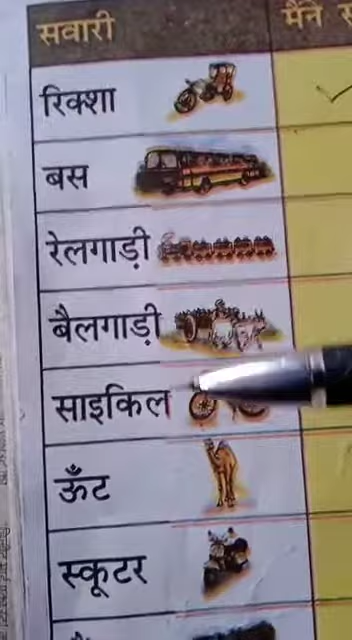 सवारी मैंने
रिक्शा
बस
रेलगाड़ी
बैलगाड़ी
साइकिल
ऊँट
स्कूटर